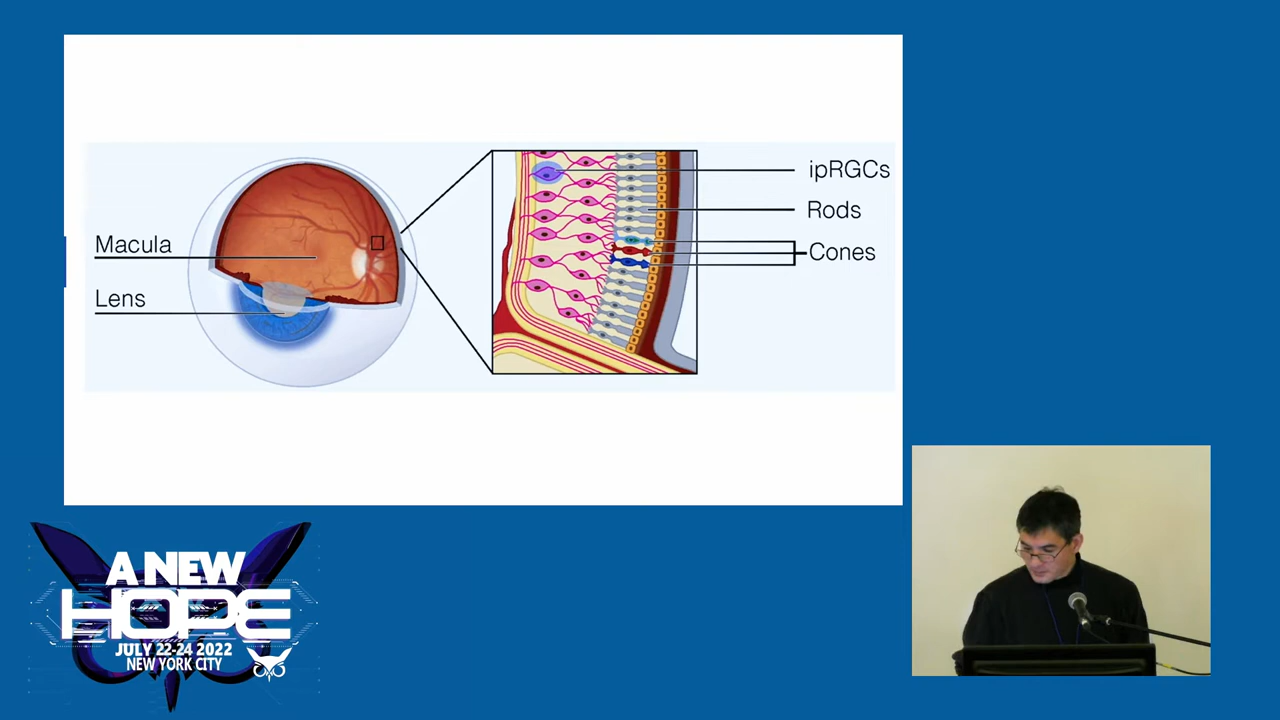 Macula
Lens
ipRGCs
Rods
Cones
A NEW
HOPE
JULY 22-24 2022
NEW YORK CITY